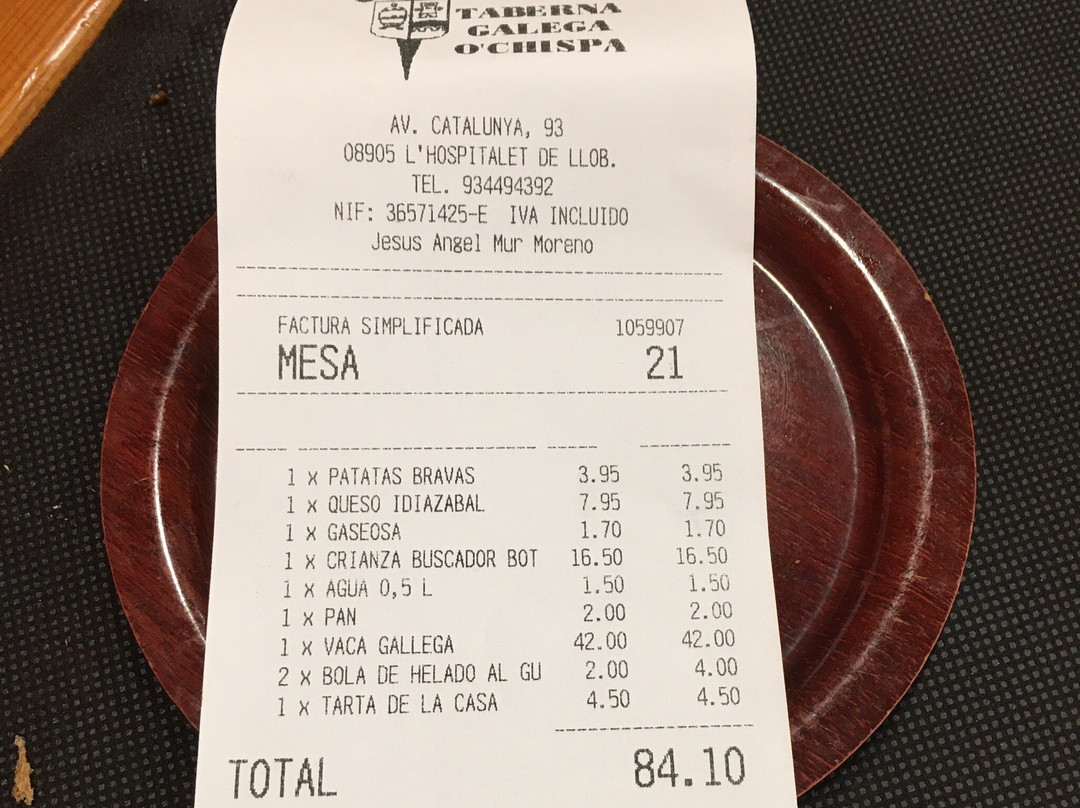 TABERNA
GALEGA
O'CHISPA
AV. CATALUNYA, 93
08905 L'HOSPITALET DE LLOB.
TEL. 934494392
NIF: 36571425-E IVA INCLUIDO
Jesus Angel Mur Moreno
FACTURA SIMPLIFICADA 1059907
MESA 21
1 x PATATAS BRAVAS 3.95 3.95
1 x QUESO IDIAZABAL 7.95 7.95
1 x GASEOSA 1.70 1.70
1 x CRIANZA BUSCADOR BOT 16.50 16.50
1 x AGUA 0,5 L 1.50 1.50
1 x PAN 2.00 2.00
1 x VACA GALLEGA 42.00 42.00
2 x BOLA DE HELADO AL GU 2.00 4.00
1 x TARTA DE LA CASA 4.50 4.50
TOTAL 84.10